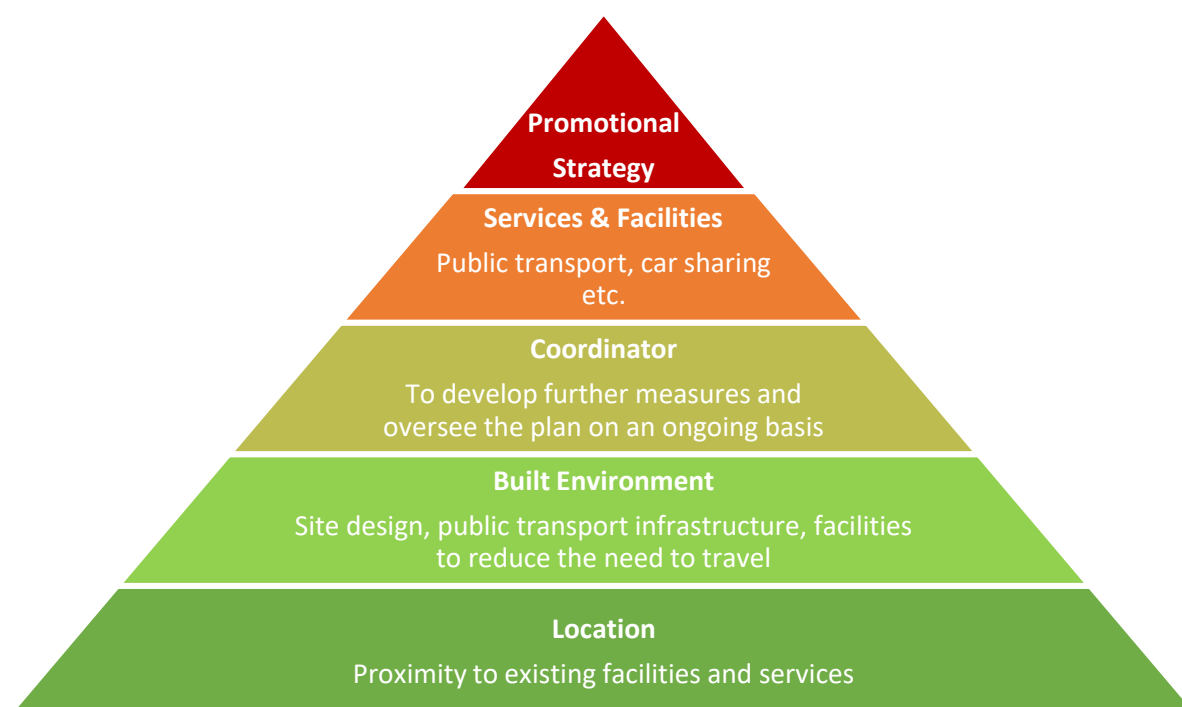 Promotional
Strategy
Services & Facilities
Public transport, car sharing
etc.
Coordinator
To develop further measures and
oversee the plan on an ongoing basis
Built Environment
Site design, public transport infrastructure, facilities
to reduce the need to travel
Location
Proximity to existing facilities and services